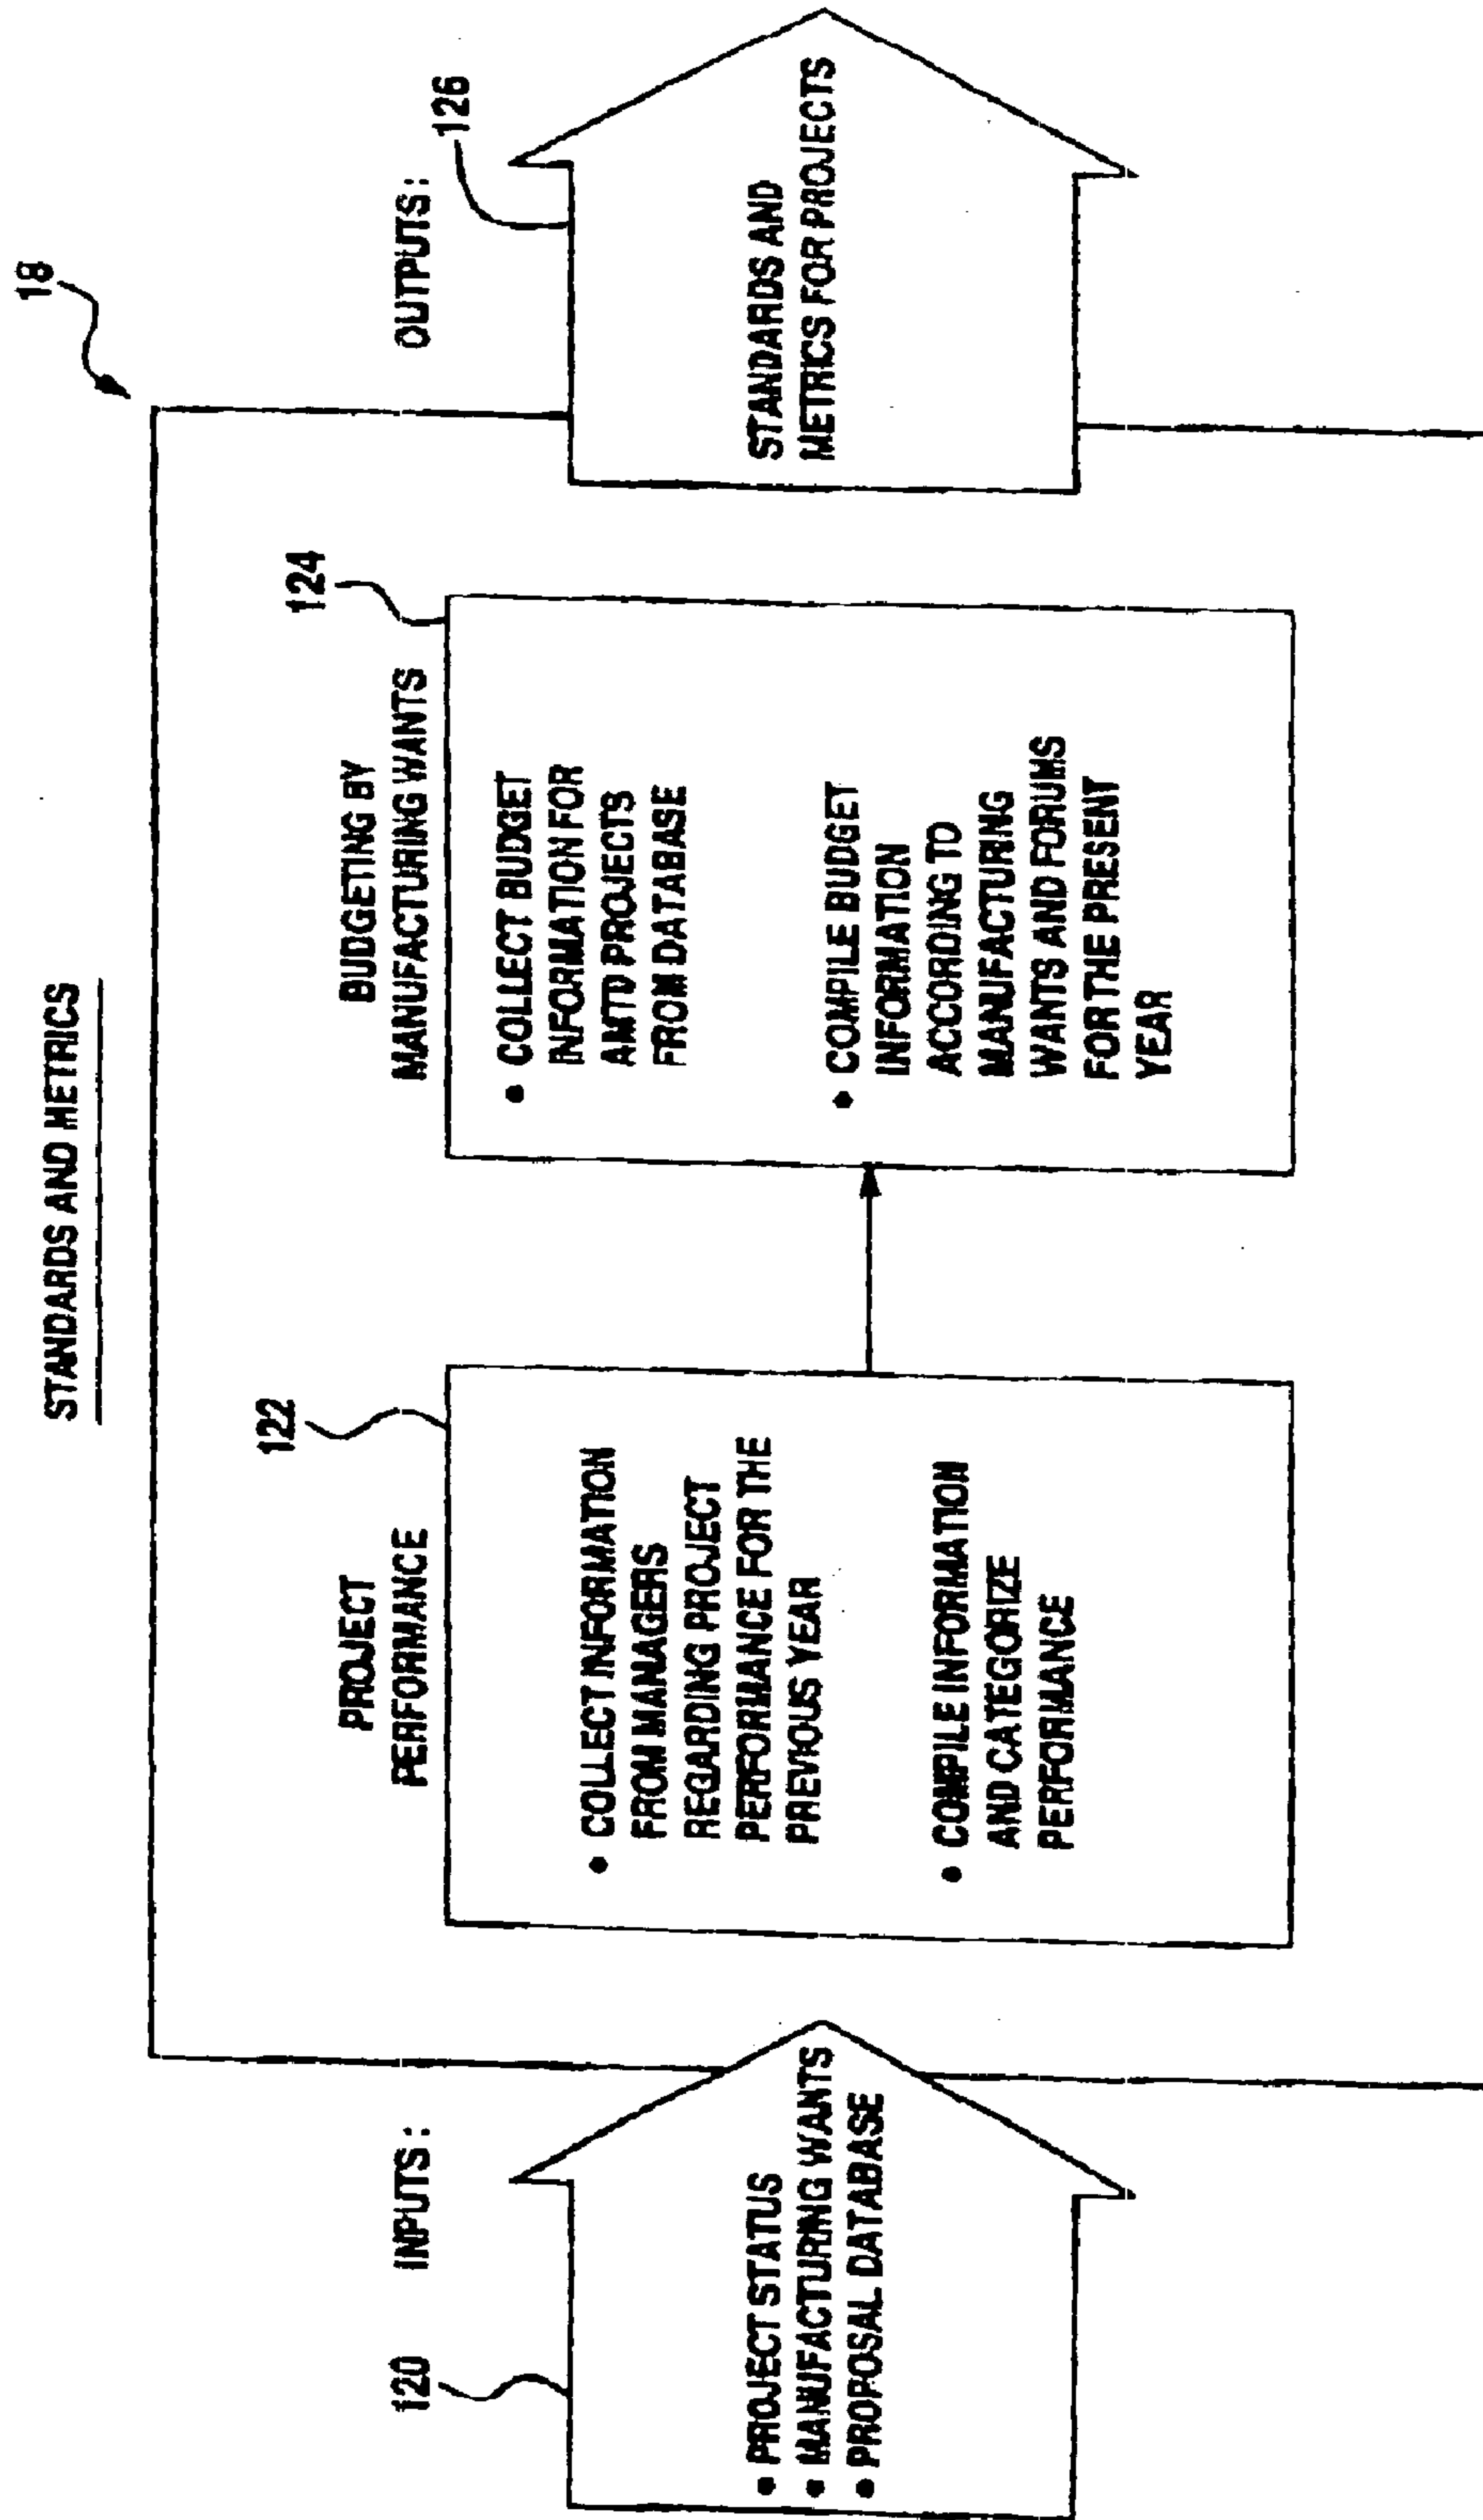 STANDARDS AND METRICS
18
120
INPUTS:
• PROJECT STATUS
• MANUFACTURING WANTS
• PROPOSAL DATABASE
122
PROJECT
PERFORMANCE
• COLLECT INFORMATION
FROM MANAGERS
REGARDING PROJECT
PERFORMANCE FOR THE
PREVIOUS YEAR
• COMPILE INFORMATION
AND CATEGORIZE
PERFORMANCE
124
BUDGETING BY
MANUFACTURING WANTS
• COLLECT BUDGET
INFORMATION FOR
AMTD PROJECTS
FROM DATABASE
• COMPILE BUDGET
INFORMATION
ACCORDING TO
MANUFACTURING
WANTS AND FORUMS
FOR THE PRESENT
YEAR
OUTPUTS:
126
STANDARDS AND
METRICS FOR PROJECTS